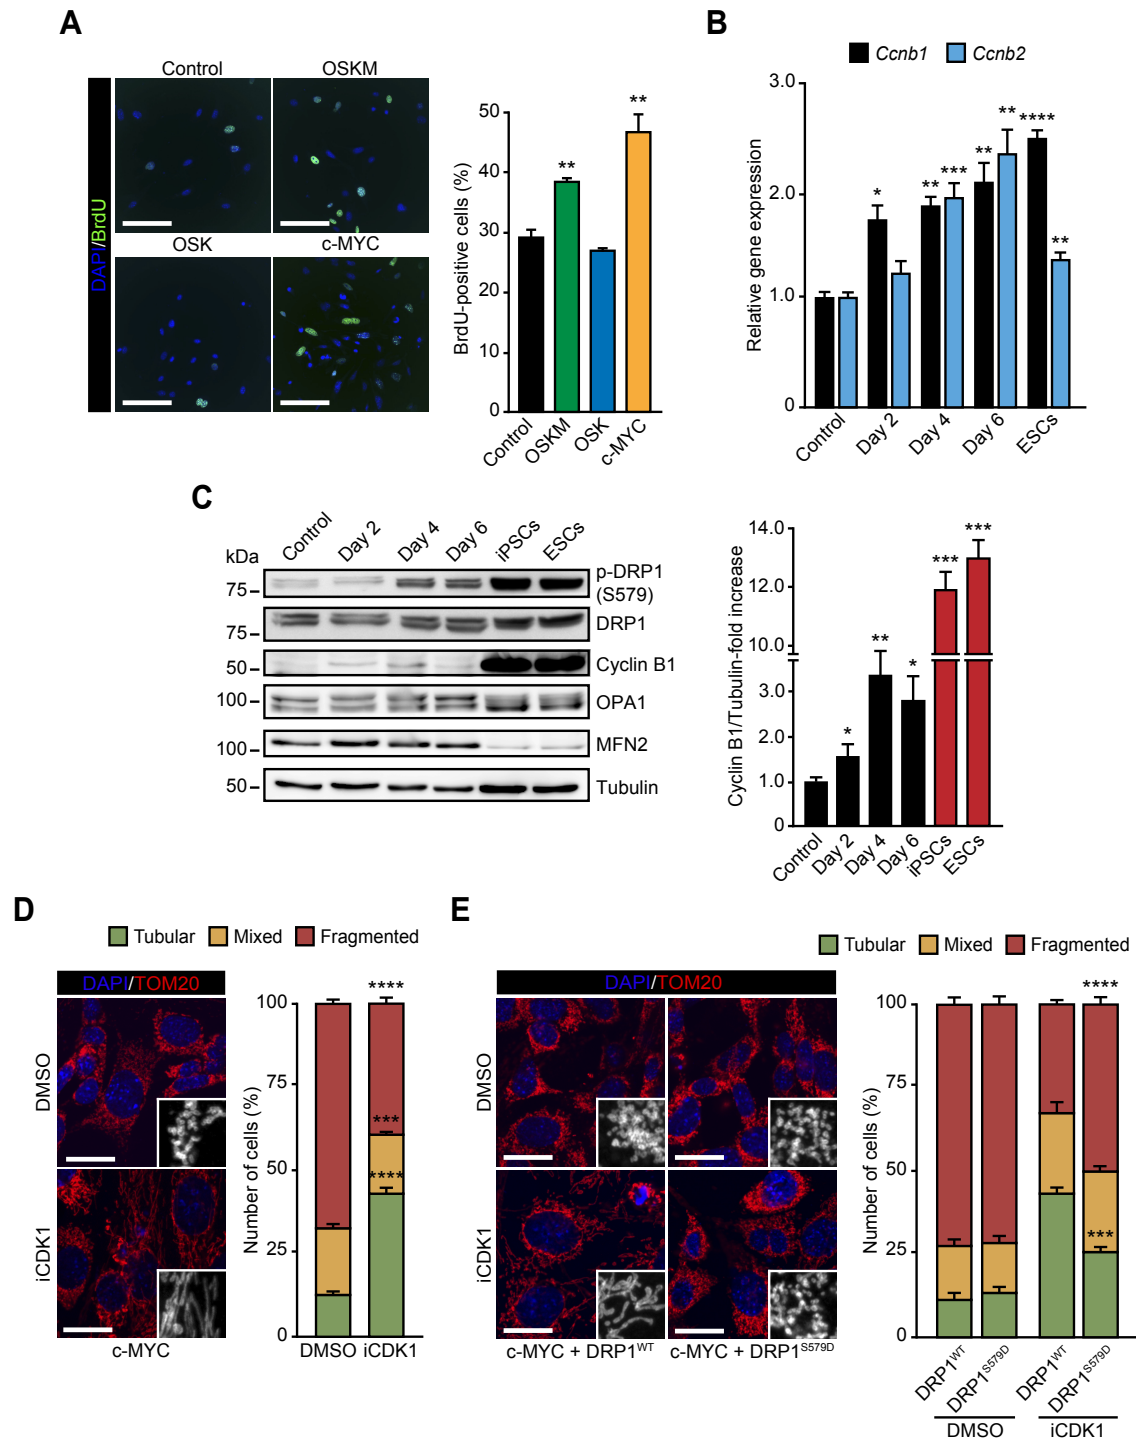 A
Control
OSKM
DAPI/BrdU
OSK
c-MYC
BrdU-positive cells (%)
50
40
30
20
10
0
**
**
Control
OSKM
OSK
c-MYC
B
Ccnb1
Ccnb2
Relative gene expression
3.0
2.0
1.0
0
*
**
***
**
**
****
**
Control
Day 2
Day 4
Day 6
ESCs
C
kDa
Control
Day 2
Day 4
Day 6
iPSCs
ESCs
75
p-DRP1
(S579)
75
DRP1
50
Cyclin B1
100
OPA1
100
MFN2
50
Tubulin
Cyclin B1/Tubulin-fold increase
14.0
12.0
10.0
3.0
2.0
1.0
0
*
**
*
***
***
Control
Day 2
Day 4
Day 6
iPSCs
ESCs
D
Tubular
Mixed
Fragmented
DAPI/TOM20
DMSO
iCDK1
c-MYC
Number of cells (%)
100
75
50
25
0
****
***
****
DMSO iCDK1
E
Tubular
Mixed
Fragmented
DAPI/TOM20
DMSO
iCDK1
c-MYC + DRP1WT
c-MYC + DRP1S579D
Number of cells (%)
100
75
50
25
0
****
***
DRP1WT
DRP1S579D
DRP1WT
DRP1S579D
DMSO
iCDK1